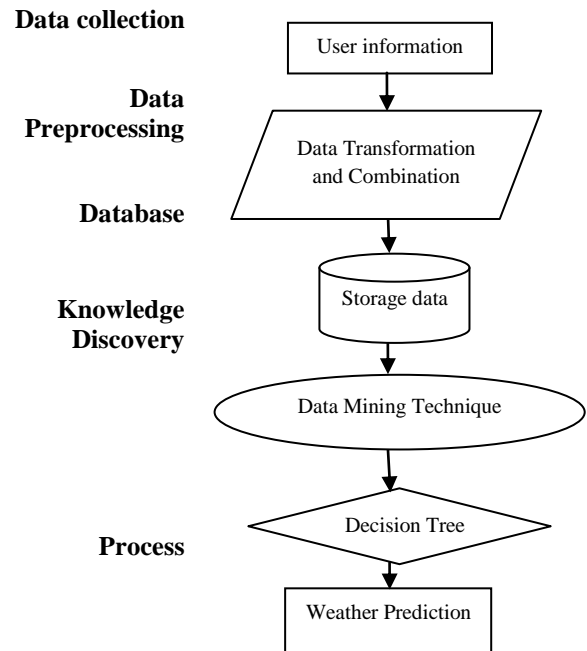 Data collection
User information
Data
Preprocessing
Data Transformation
and Combination
Database
Storage data
Knowledge
Discovery
Data Mining Technique
Decision Tree
Process
Weather Prediction